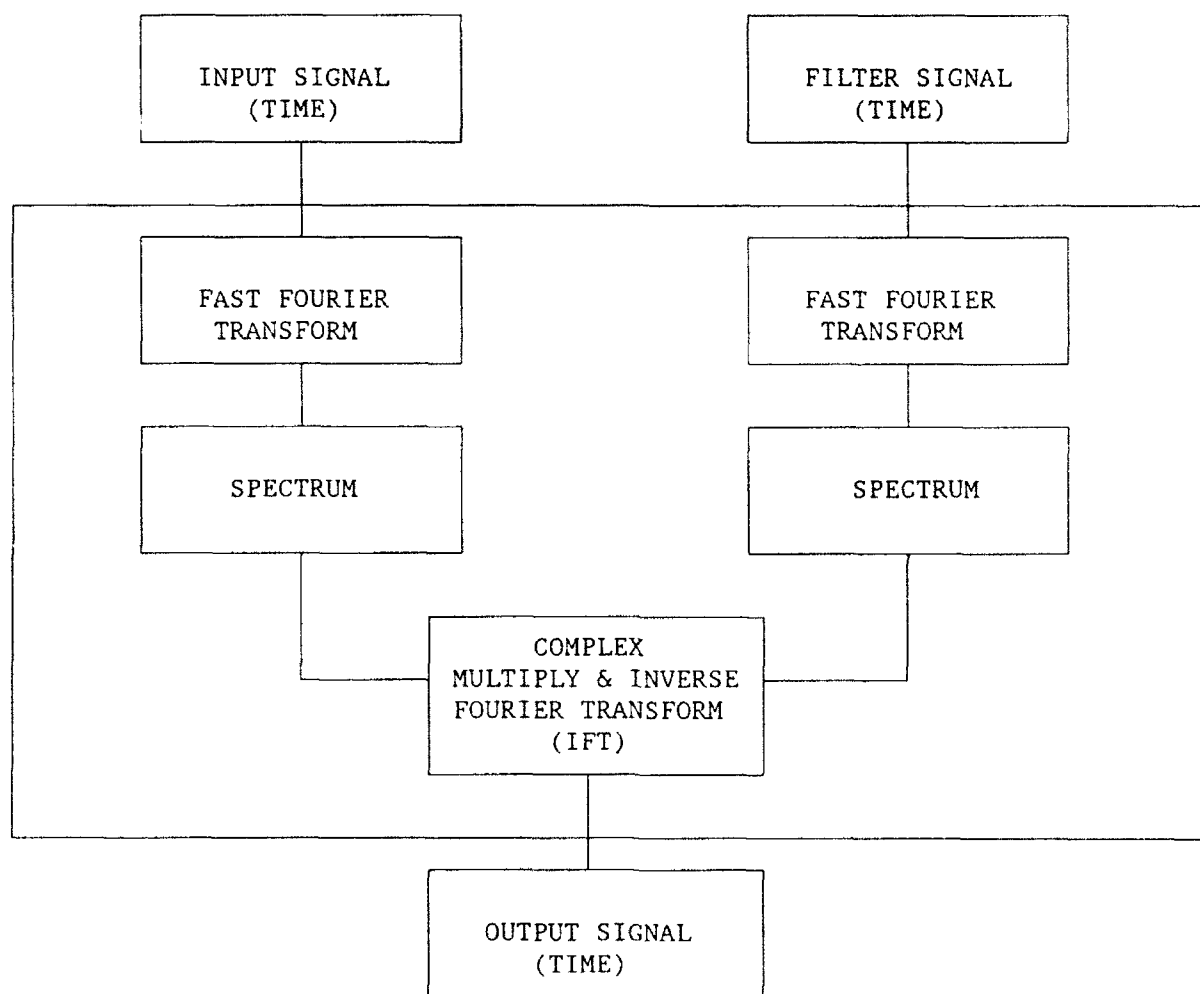 INPUT SIGNAL
(TIME)
FILTER SIGNAL
(TIME)
FAST FOURIER
TRANSFORM
FAST FOURIER
TRANSFORM
SPECTRUM
SPECTRUM
COMPLEX
MULTIPLY & INVERSE
FOURIER TRANSFORM
(IFT)
OUTPUT SIGNAL
(TIME)